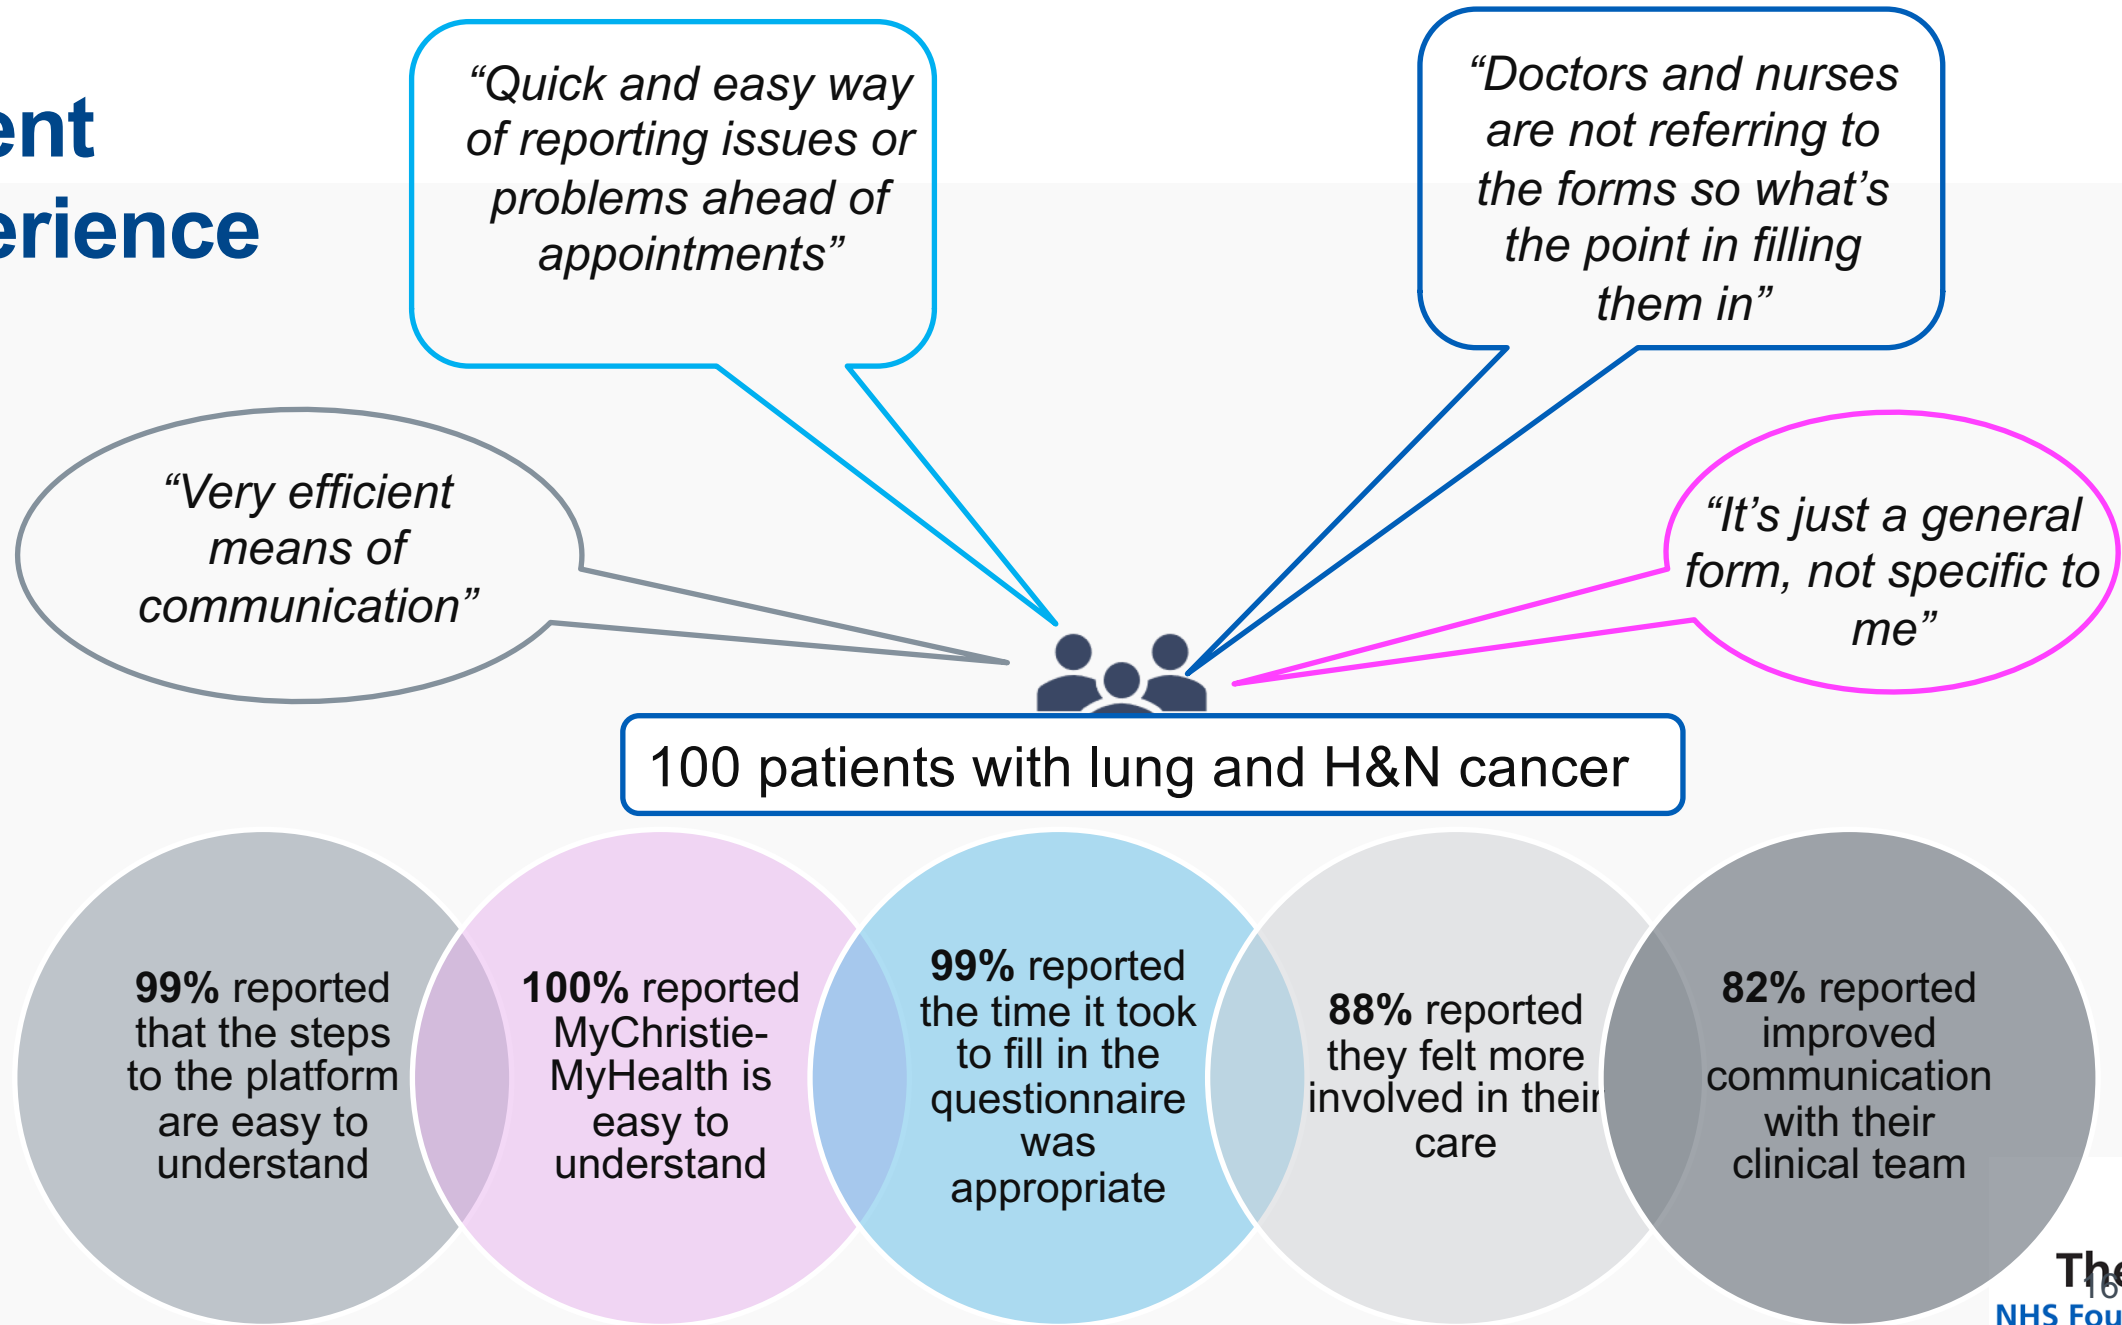 ent
erience
“Quick and easy way
of reporting issues or
problems ahead of
appointments”
“Doctors and nurses
are not referring to
the forms so what’s
the point in filling
them in”
“Very efficient
means of
communication”
“It’s just a general
form, not specific to
me”
100 patients with lung and H&N cancer
99% reported
that the steps
to the platform
are easy to
understand
100% reported
MyChristie-
MyHealth is
easy to
understand
99% reported
the time it took
to fill in the
questionnaire
was
appropriate
88% reported
they felt more
involved in their
care
82% reported
improved
communication
with their
clinical team
The
16
NHS Fou